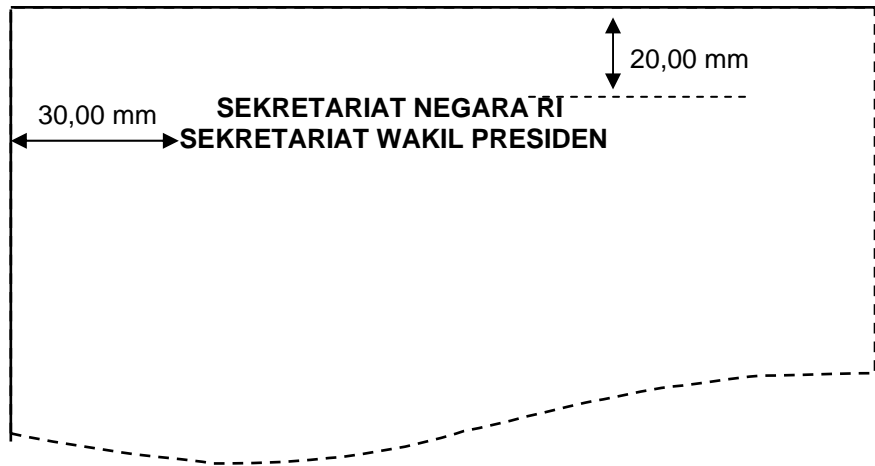 20,00 mm
SEKRETARIAT NEGARA RI
30,00 mm
SEKRETARIAT WAKIL PRESIDEN